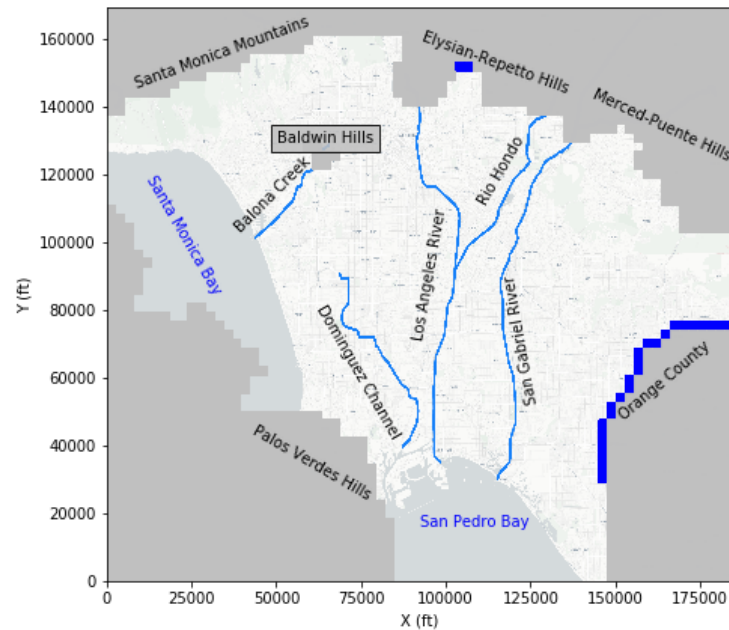 160000
140000
120000
100000
80000
60000
40000
20000
0
Y (ft)
Santa Monica Mountains
Elysian-Repetto Hills
Merced-Puente Hills
Baldwin Hills
Balona Creek
Rio Hondo
Santa Monica Bay
Los Angeles River
San Gabriel River
Dominguez Channel
Orange County
Palos Verdes Hills
San Pedro Bay
0
25000
50000
75000
100000
125000
150000
175000
X (ft)